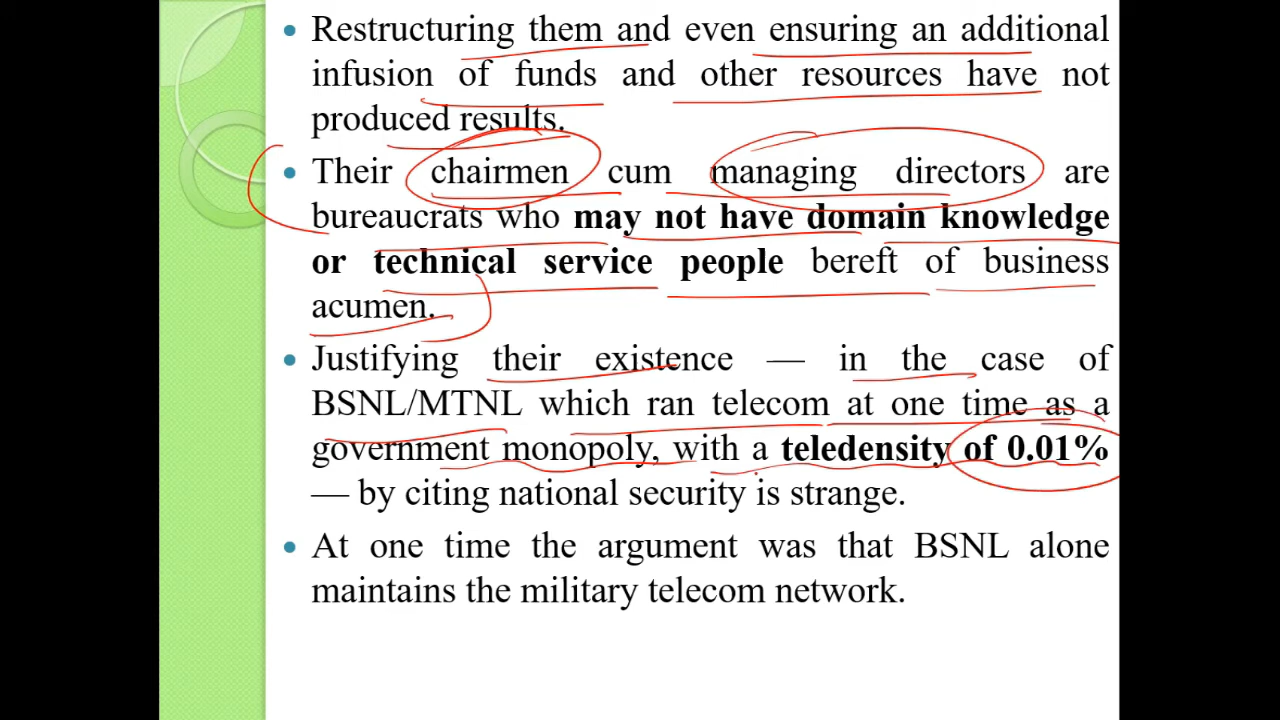 • Restructuring them and even ensuring an additional
infusion of funds and other resources have not
produced results.
• Their chairmen cum managing directors are
bureaucrats who may not have domain knowledge
or technical service people bereft of business
acumen.
• Justifying their existence — in the case of
BSNL/MTNL which ran telecom at one time as a
government monopoly, with a teledensity of 0.01%
— by citing national security is strange.
• At one time the argument was that BSNL alone
maintains the military telecom network.